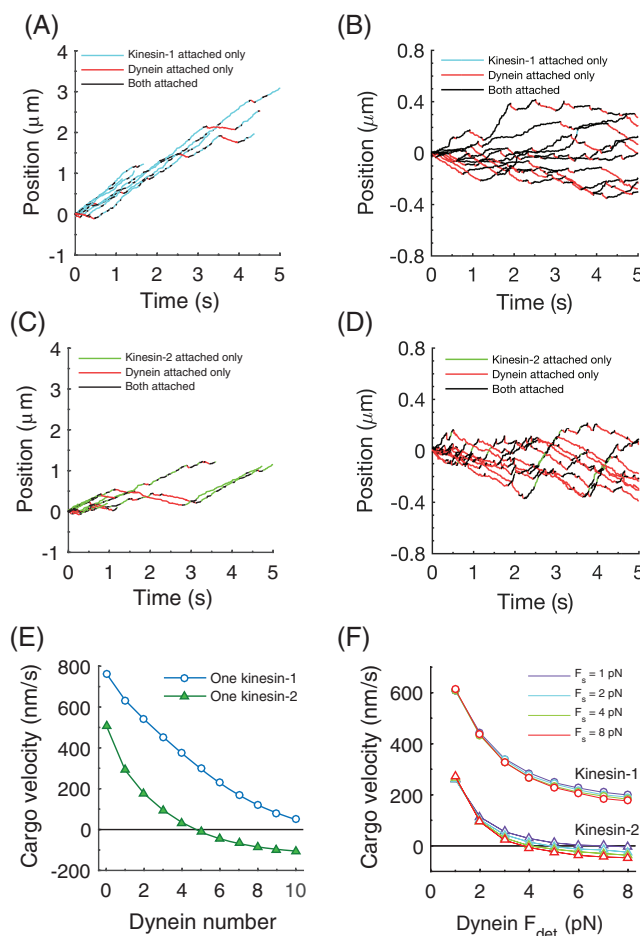 (A)
Position (μm)
4
3
2
1
0
-1
Kinesin-1 attached only
Dynein attached only
Both attached
0 1 2 3 4 5
Time (s)
(B)
Position (μm)
0.8
0.4
0
-0.4
-0.8
Kinesin-1 attached only
Dynein attached only
Both attached
0 1 2 3 4 5
Time (s)
(C)
Position (μm)
4
3
2
1
0
-1
Kinesin-2 attached only
Dynein attached only
Both attached
0 1 2 3 4 5
Time (s)
(D)
Position (μm)
0.8
0.4
0
-0.4
-0.8
Kinesin-2 attached only
Dynein attached only
Both attached
0 1 2 3 4 5
Time (s)
(E)
Cargo velocity (nm/s)
800
600
400
200
0
-200
One kinesin-1
One kinesin-2
0 2 4 6 8 10
Dynein number
(F)
Cargo velocity (nm/s)
600
400
200
0
F_s = 1 pN
F_s = 2 pN
F_s = 4 pN
F_s = 8 pN
Kinesin-1
Kinesin-2
0 2 4 6 8
Dynein F_det (pN)